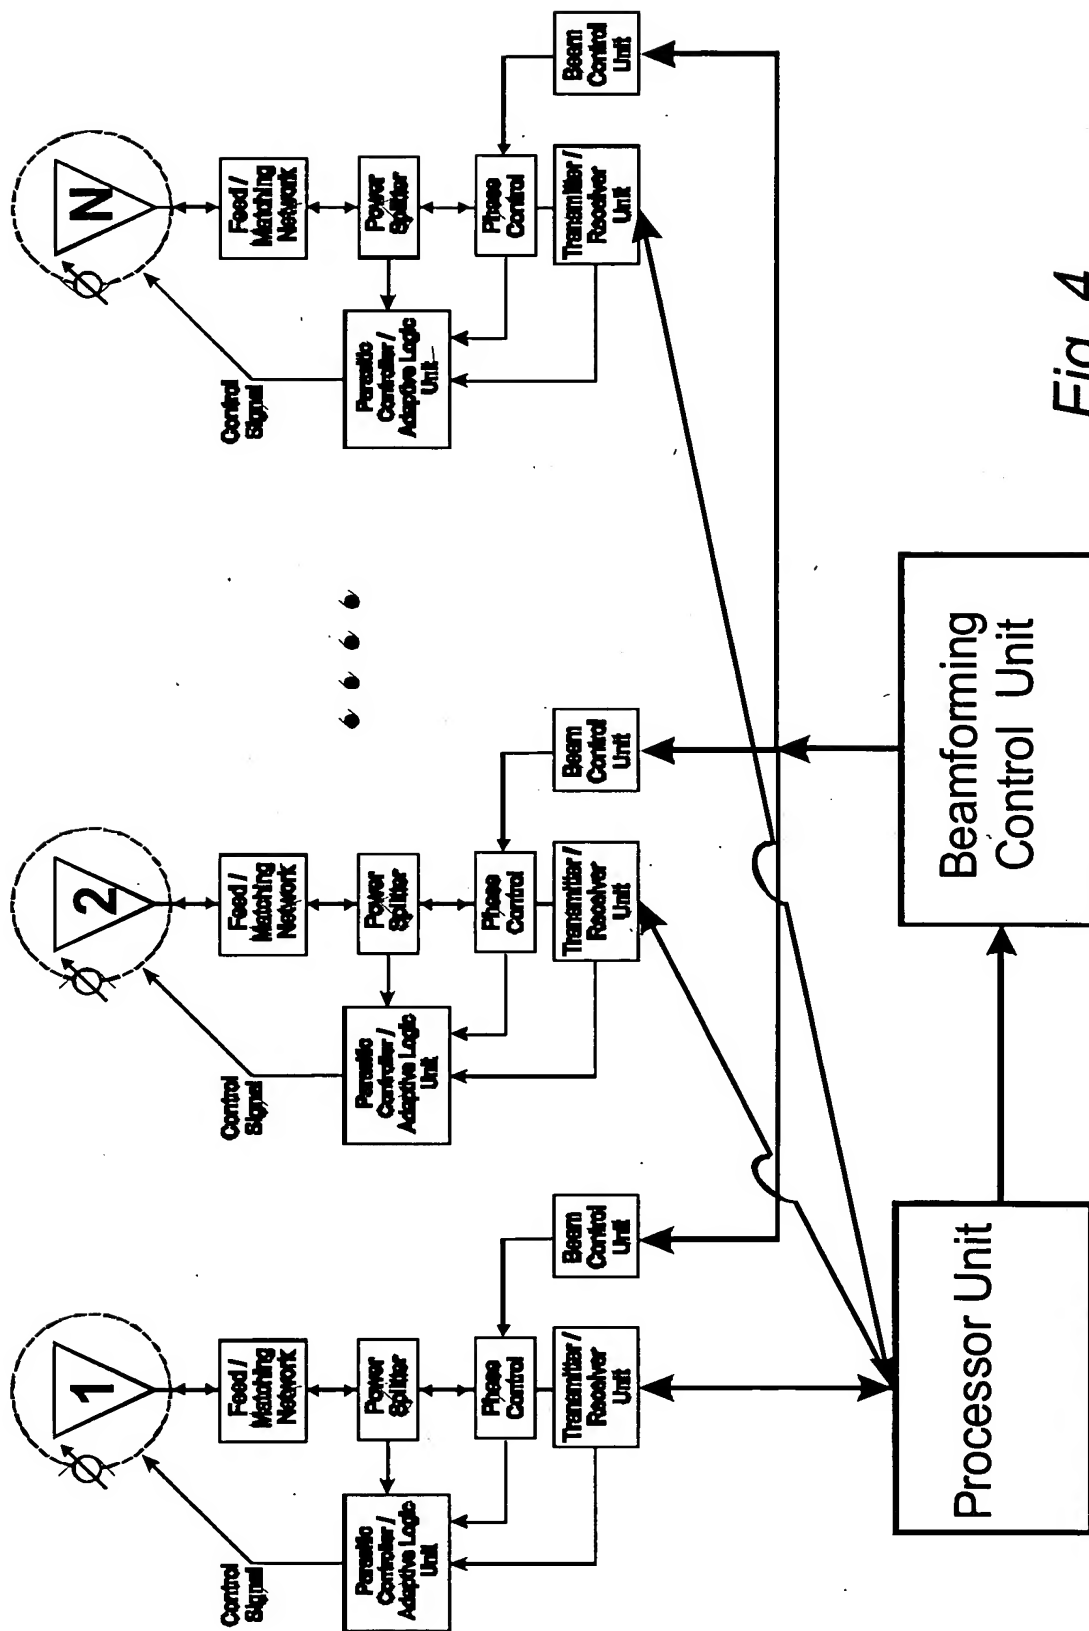 1
Control
Signal
Feed /
Matching
Network
Power
Splitter
Parasitic
Controller /
Adaptive Logic
Unit
Phase
Control
Transmitter /
Receiver
Unit
Beam
Control
Unit
2
Control
Signal
Feed /
Matching
Network
Power
Splitter
Parasitic
Controller /
Adaptive Logic
Unit
Phase
Control
Transmitter /
Receiver
Unit
Beam
Control
Unit
N
Control
Signal
Feed /
Matching
Network
Power
Splitter
Parasitic
Controller /
Adaptive Logic
Unit
Phase
Control
Transmitter /
Receiver
Unit
Beam
Control
Unit
Processor Unit
Beamforming
Control Unit
Fig. 4